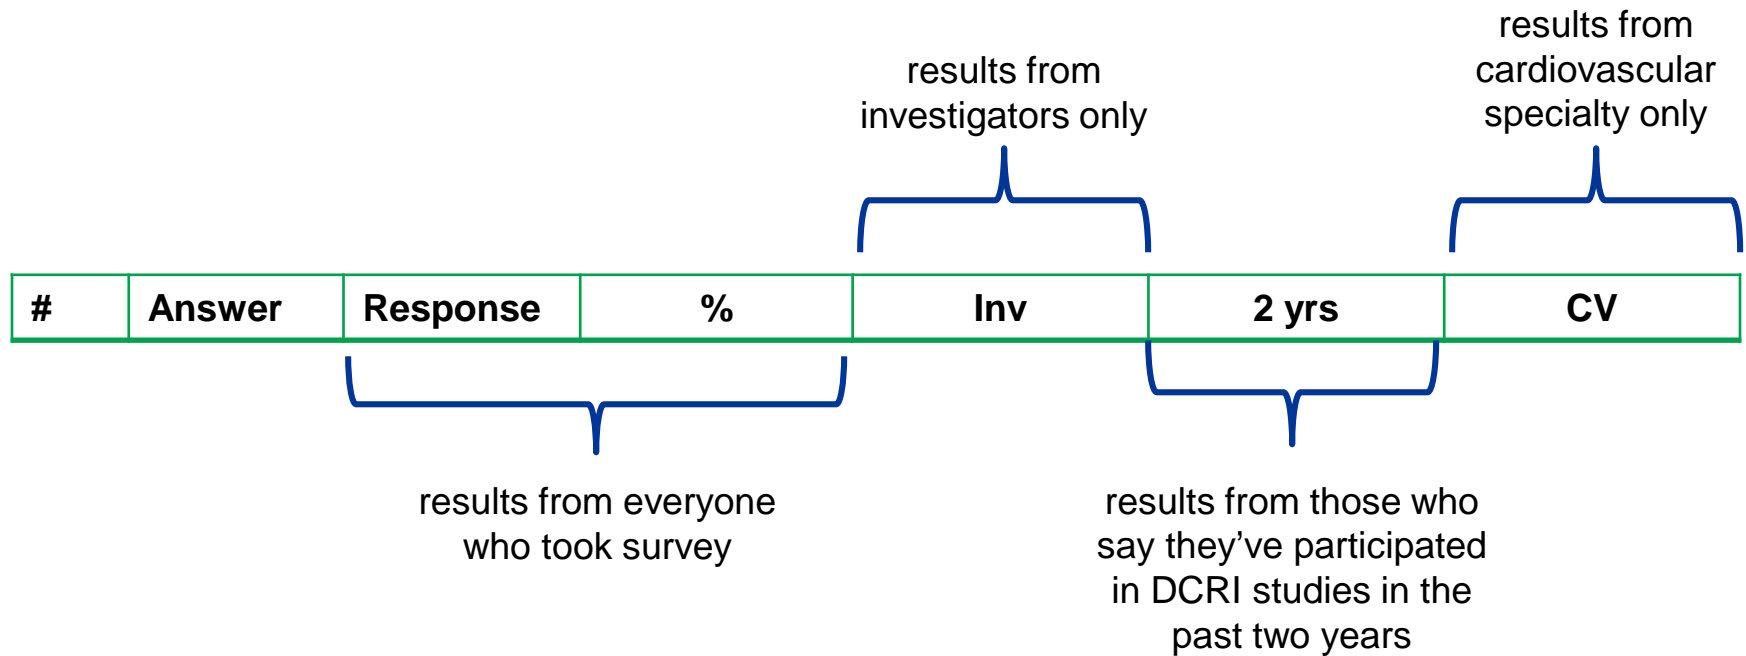 results from
cardiovascular
specialty only
results from
investigators only
# Answer Response % Inv 2 yrs CV
results from everyone
who took survey
results from those who
say they’ve participated
in DCRI studies in the
past two years